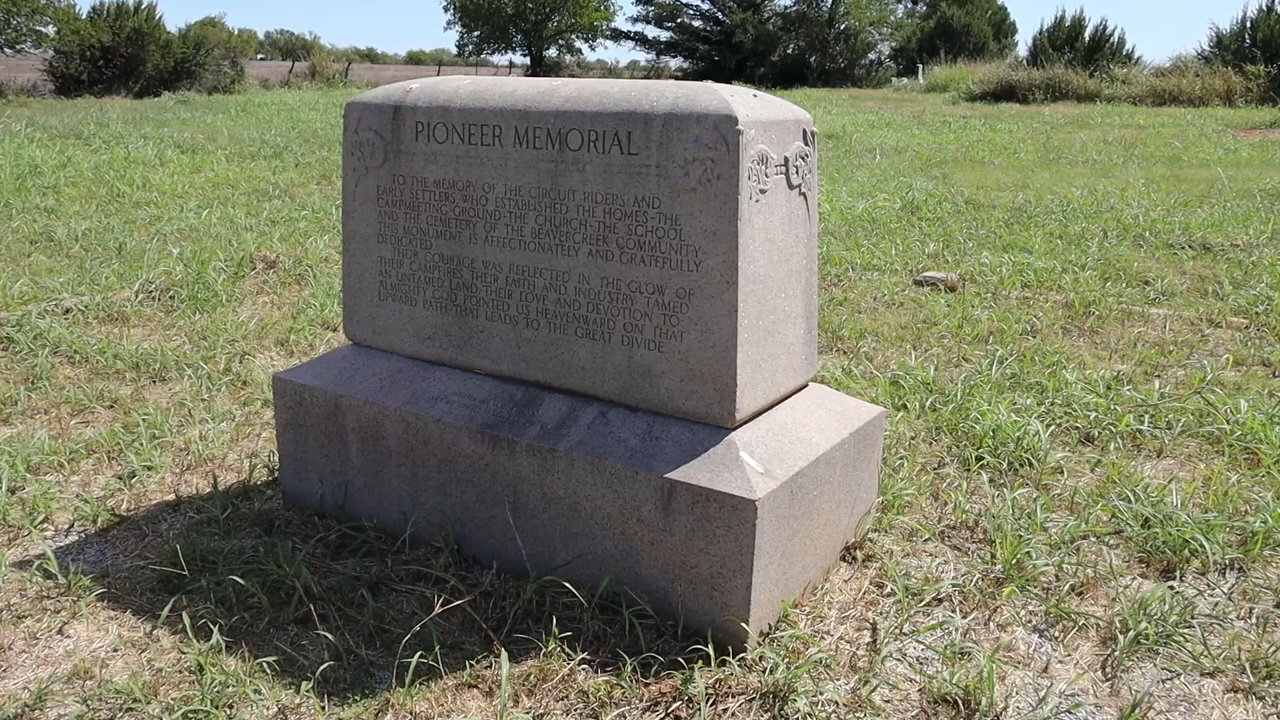 PIONEER MEMORIAL
TO THE MEMORY OF THE CIRCUIT RIDERS AND
EARLY SETTLERS WHO ESTABLISHED THE HOMES-THE
CAMPMEETING GROUND-THE CHURCH-THE SCHOOL
AND THE CEMETERY OF THE BEAVERCREEK COMMUNITY
THIS MONUMENT IS AFFECTIONATELY AND GRATEFULLY
DEDICATED
THEIR COURAGE WAS REFLECTED IN THE GLOW OF
THEIR CAMPFIRES THEIR FAITH AND INDUSTRY TAMED
AN UNTAMED LAND THEIR LOVE AND DEVOTION TO
ALMIGHTY GOD POINTED US HEAVENWARD ON THAT
UPWARD PATH THAT LEADS TO THE GREAT DIVIDE